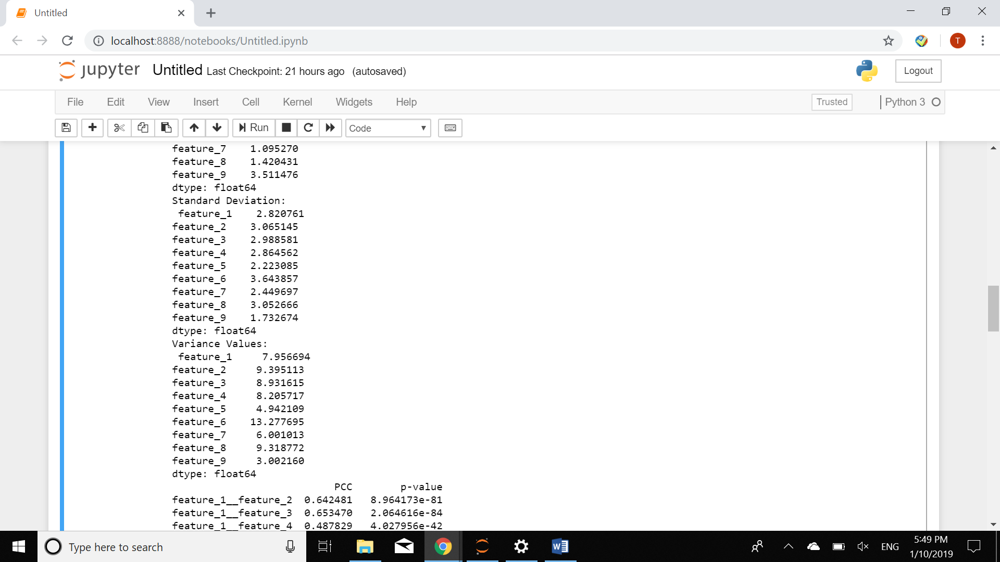 Untitled
localhost:8888/notebooks/Untitled.ipynb
T
jupyter Untitled Last Checkpoint: 21 hours ago (autosaved)
Logout
File Edit View Insert Cell Kernel Widgets Help
Trusted
Python 3
Run
Code
feature_7    1.095270
feature_8    1.420431
feature_9    3.511476
dtype: float64
Standard Deviation:
 feature_1    2.820761
feature_2    3.065145
feature_3    2.988581
feature_4    2.864562
feature_5    2.223085
feature_6    3.643857
feature_7    2.449697
feature_8    3.052666
feature_9    1.732674
dtype: float64
Variance Values:
 feature_1     7.956694
feature_2     9.395113
feature_3     8.931615
feature_4     8.205717
feature_5     4.942109
feature_6    13.277695
feature_7     6.001013
feature_8     9.318772
feature_9     3.002160
dtype: float64
                           PCC        p-value
feature_1__feature_2  0.642481   8.964173e-81
feature_1__feature_3  0.653470   2.064616e-84
feature_1__feature_4  0.487829   4.027956e-42
Type here to search
W
ENG
5:49 PM
1/10/2019